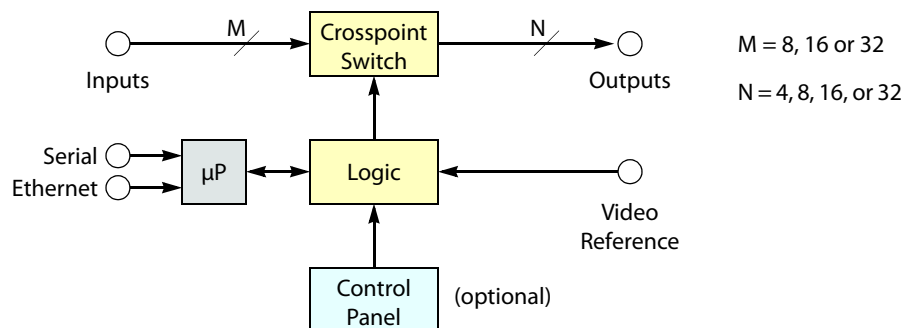 M
Crosspoint
Switch
N
Inputs
Outputs
M = 8, 16 or 32
N = 4, 8, 16, or 32
Serial
Ethernet
µP
Logic
Video
Reference
Control
Panel
(optional)